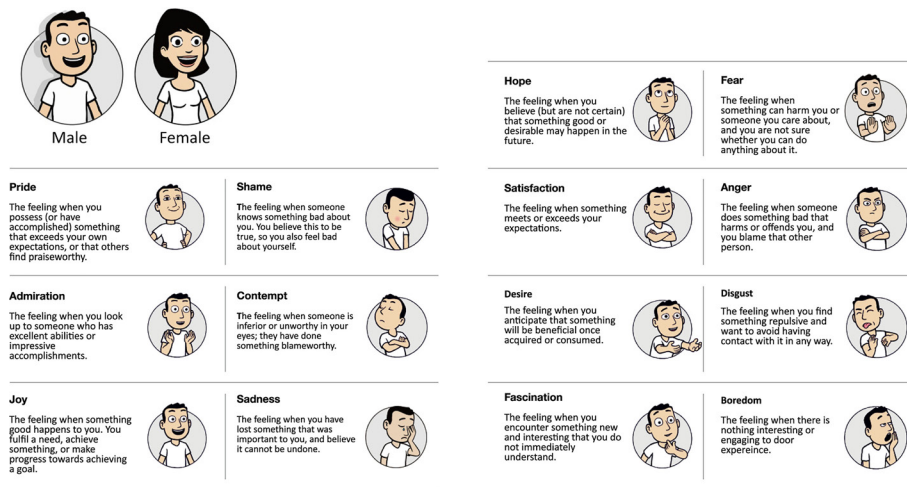 Male
Female
Pride
The feeling when you
possess (or have
accomplished) something
that exceeds your own
expectations, or that others
find praiseworthy.
Shame
The feeling when someone
knows something bad about
you. You believe this to be
true, so you also feel bad
about yourself.
Admiration
The feeling when you look
up to someone who has
excellent abilities or
impressive
accomplishments.
Contempt
The feeling when someone is
inferior or unworthy in your
eyes; they have done
something blameworthy.
Joy
The feeling when something
good happens to you. You
fulfil a need, achieve
something, or make
progress towards achieving
a goal.
Sadness
The feeling when you have
lost something that was
important to you, and believe
it cannot be undone.
Hope
The feeling when you
believe (but are not certain)
that something good or
desirable may happen in the
future.
Fear
The feeling when
something can harm you or
someone you care about,
and you are not sure
whether you can do
anything about it.
Satisfaction
The feeling when something
meets or exceeds your
expectations.
Anger
The feeling when someone
does something bad that
harms or offends you, and
you blame that other
person.
Desire
The feeling when you
anticipate that something
will be beneficial once
acquired or consumed.
Disgust
The feeling when you find
something repulsive and
want to avoid having
contact with it in any way.
Fascination
The feeling when you
encounter something new
and interesting that you do
not immediately
understand.
Boredom
The feeling when there is
nothing interesting or
engaging to door
expereince.